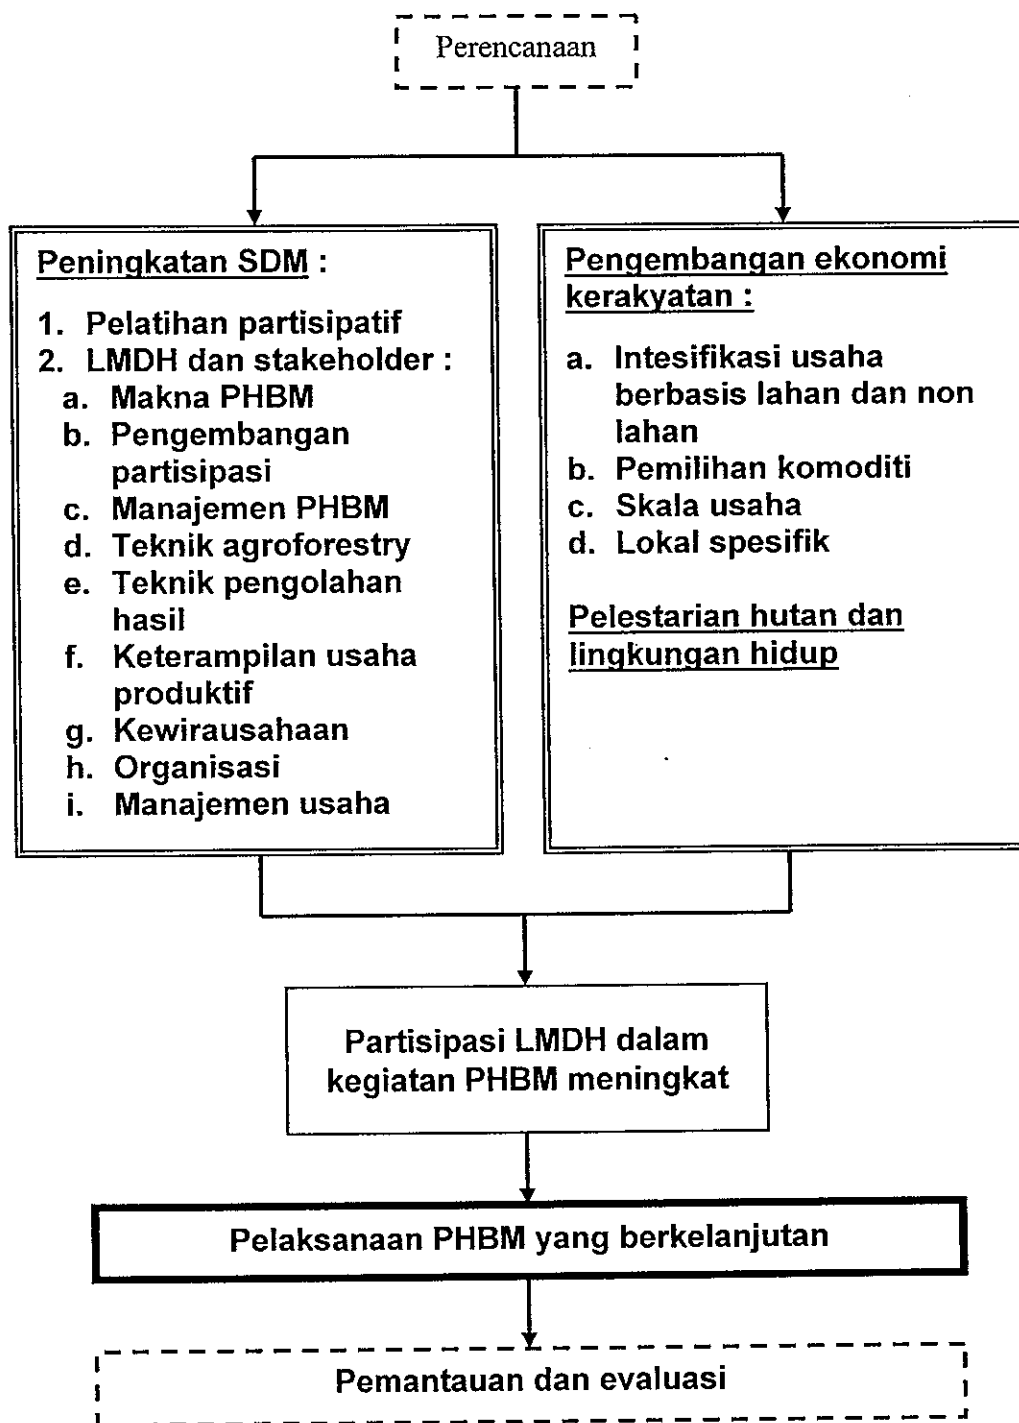 Perencanaan
Peningkatan SDM :
1. Pelatihan partisipatif
2. LMDH dan stakeholder :
a. Makna PHBM
b. Pengembangan
partisipasi
c. Manajemen PHBM
d. Teknik agroforestry
e. Teknik pengolahan
hasil
f. Keterampilan usaha
produktif
g. Kewirausahaan
h. Organisasi
i. Manajemen usaha
Pengembangan ekonomi
kerakyatan :
a. Intesifikasi usaha
berbasis lahan dan non
lahan
b. Pemilihan komoditi
c. Skala usaha
d. Lokal spesifik
Pelestarian hutan dan
lingkungan hidup
Partisipasi LMDH dalam
kegiatan PHBM meningkat
Pelaksanaan PHBM yang berkelanjutan
Pemantauan dan evaluasi